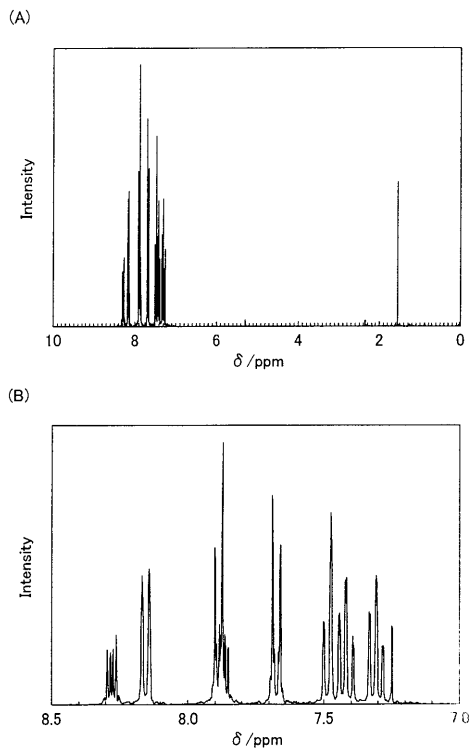 (A)
Intensity
10 8 6 4 2 0
δ /ppm
(B)
Intensity
8.5 8.0 7.5 7.0
δ /ppm